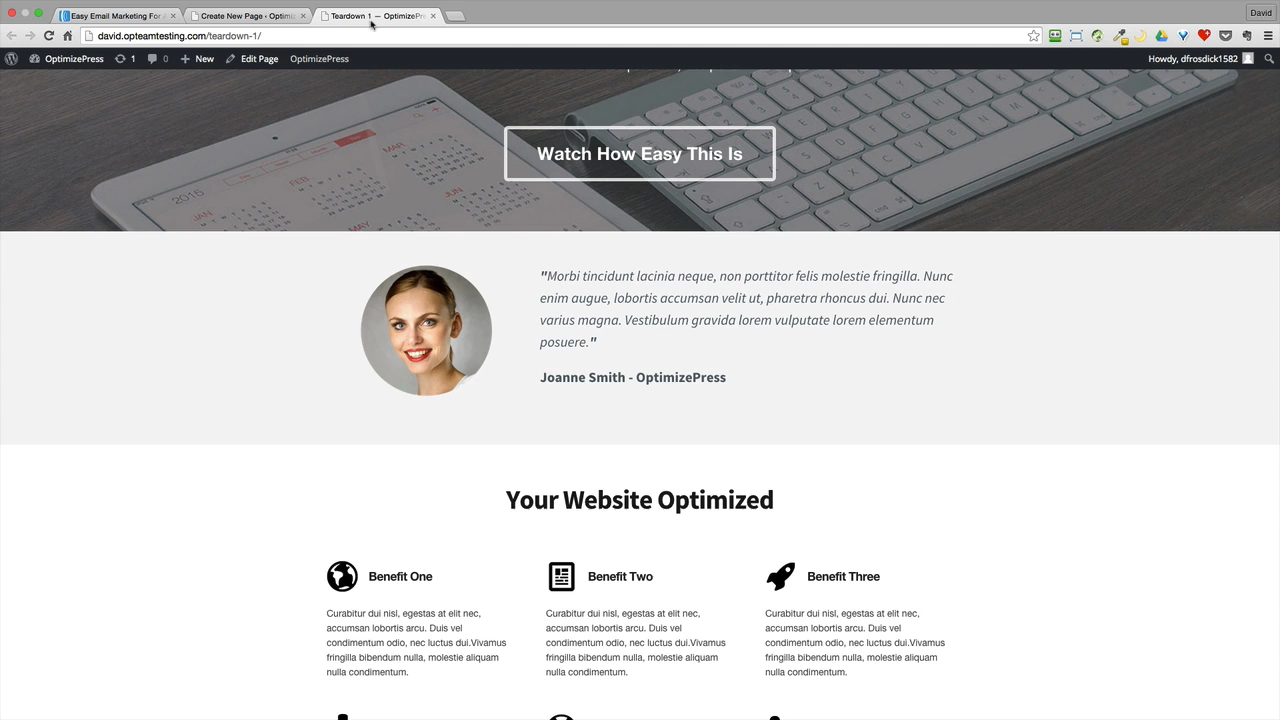 Easy Email Marketing For
Create New Page ‹ Optimiz
Teardown 1 — OptimizePr
David
david.opteamtesting.com/teardown-1/
OptimizePress
1
0
New
Edit Page
OptimizePress
Howdy, dfrosdick1582
2015
JAN
FEB
MAR
MAY
JUN
Watch How Easy This Is
"Morbi tincidunt lacinia neque, non porttitor felis molestie fringilla. Nunc
enim augue, lobortis accumsan velit ut, pharetra rhoncus dui. Nunc nec
varius magna. Vestibulum gravida lorem vulputate lorem elementum
posuere."
Joanne Smith - OptimizePress
Your Website Optimized
Benefit One
Benefit Two
Benefit Three
Curabitur dui nisl, egestas at elit nec,
accumsan lobortis arcu. Duis vel
condimentum odio, nec luctus dui.Vivamus
fringilla bibendum nulla, molestie aliquam
nulla condimentum.
Curabitur dui nisl, egestas at elit nec,
accumsan lobortis arcu. Duis vel
condimentum odio, nec luctus dui.Vivamus
fringilla bibendum nulla, molestie aliquam
nulla condimentum.
Curabitur dui nisl, egestas at elit nec,
accumsan lobortis arcu. Duis vel
condimentum odio, nec luctus dui.Vivamus
fringilla bibendum nulla, molestie aliquam
nulla condimentum.